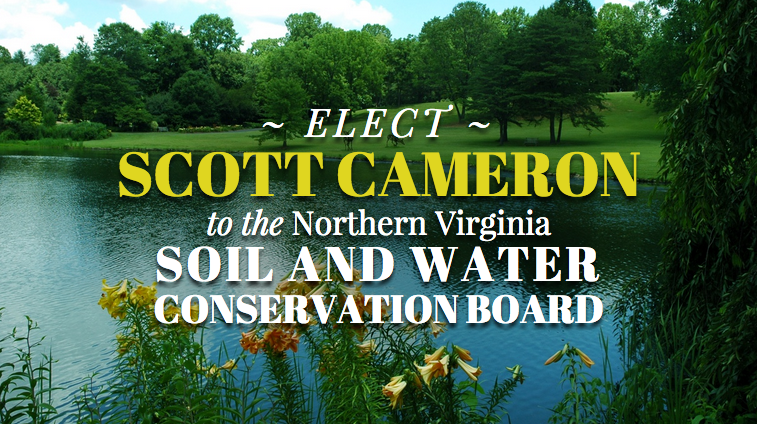 ~ ELECT ~
SCOTT CAMERON
to the Northern Virginia
SOIL AND WATER
CONSERVATION BOARD